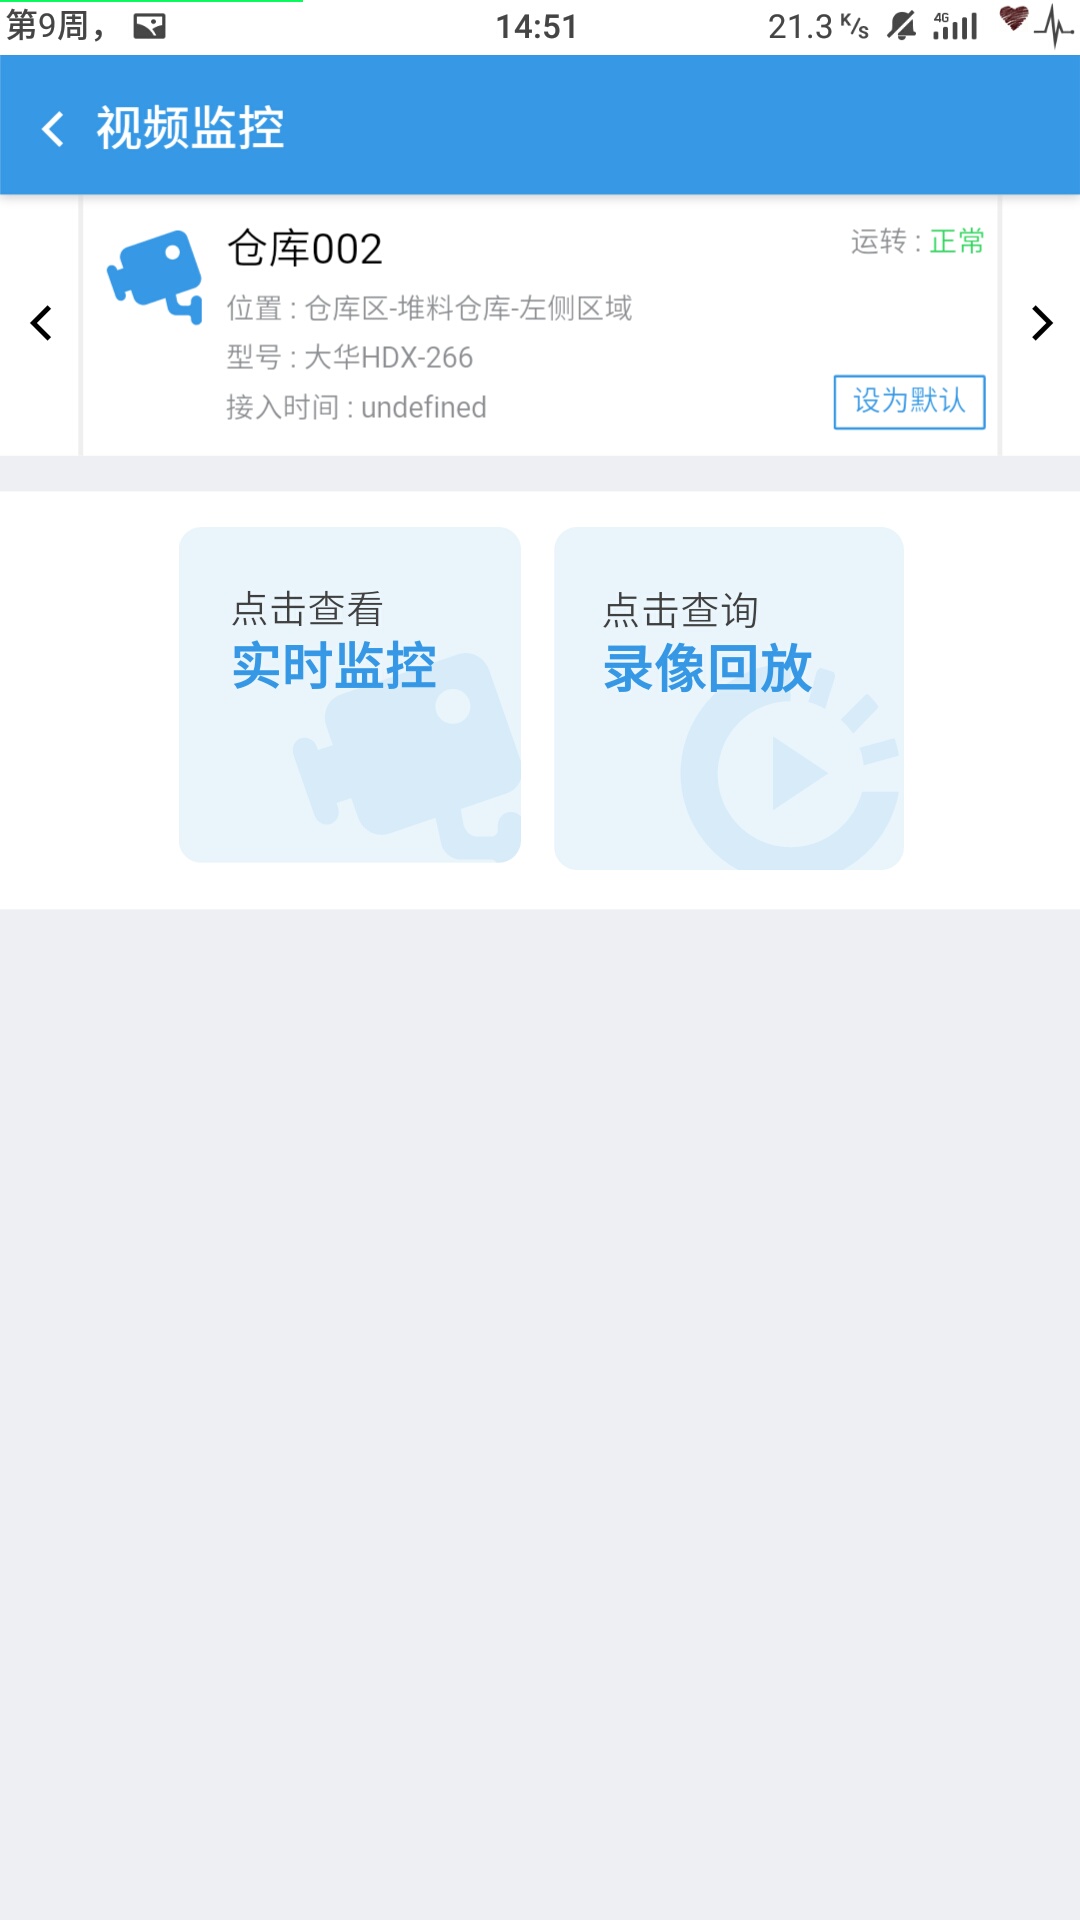 第9周， 14:51 21.3 K/s 4G
视频监控
仓库002 运转 : 正常
位置 : 仓库区-堆料仓库-左侧区域
型号 : 大华HDX-266
接入时间 : undefined 设为默认
点击查看
实时监控
点击查询
录像回放